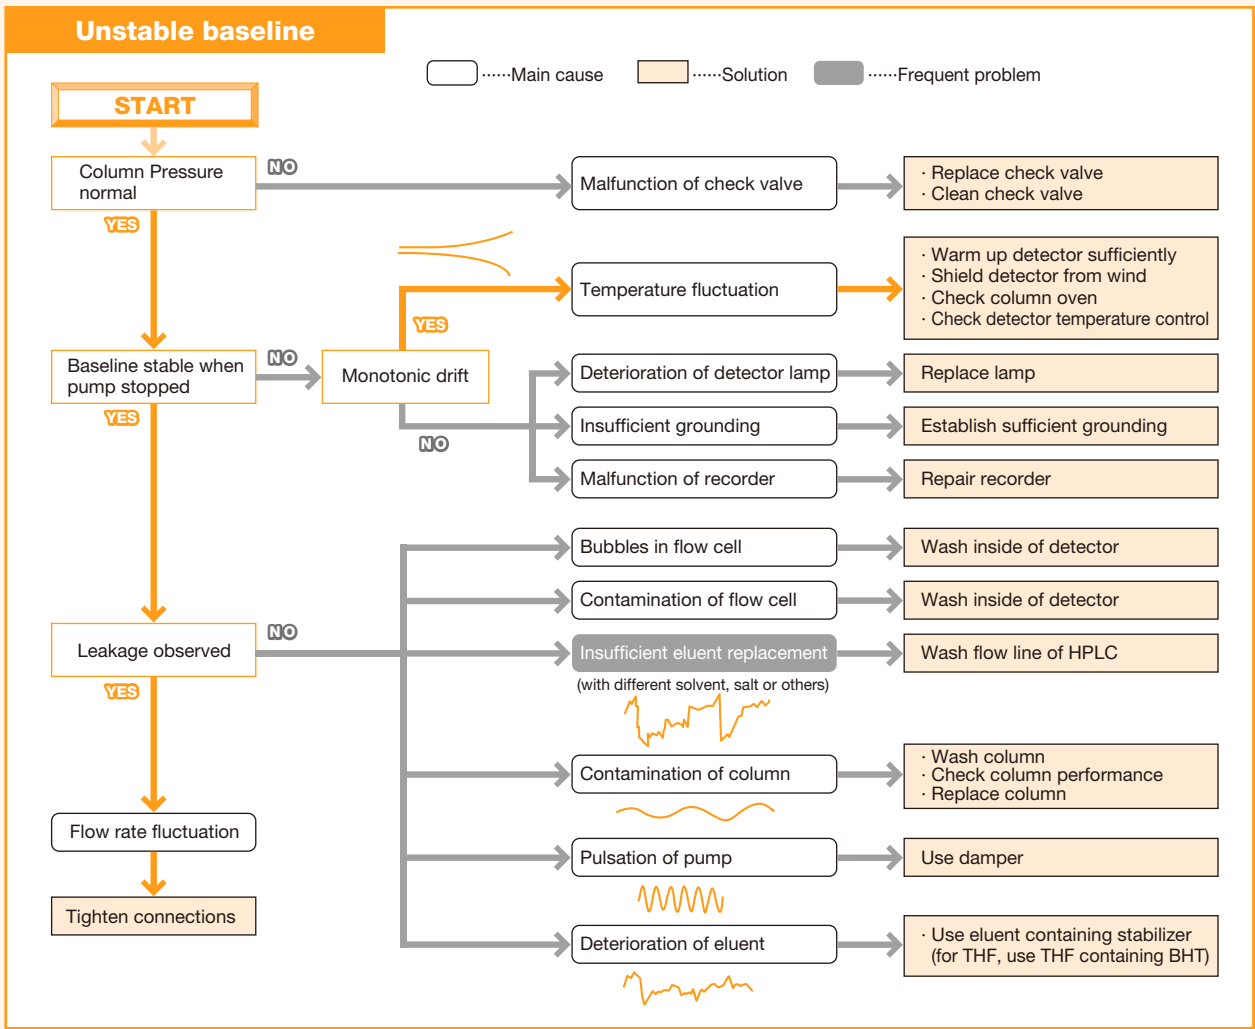 Unstable baseline
······Main cause
······Solution
······Frequent problem
START
Column Pressure
normal
NO
Malfunction of check valve
· Replace check valve
· Clean check valve
YES
Temperature fluctuation
· Warm up detector sufficiently
· Shield detector from wind
· Check column oven
· Check detector temperature control
YES
Baseline stable when
pump stopped
NO
Monotonic drift
Deterioration of detector lamp
Replace lamp
YES
NO
Insufficient grounding
Establish sufficient grounding
Malfunction of recorder
Repair recorder
Bubbles in flow cell
Wash inside of detector
Contamination of flow cell
Wash inside of detector
Leakage observed
NO
Insufficient eluent replacement
Wash flow line of HPLC
(with different solvent, salt or others)
YES
Contamination of column
· Wash column
· Check column performance
· Replace column
Flow rate fluctuation
Pulsation of pump
Use damper
Tighten connections
Deterioration of eluent
· Use eluent containing stabilizer
(for THF, use THF containing BHT)